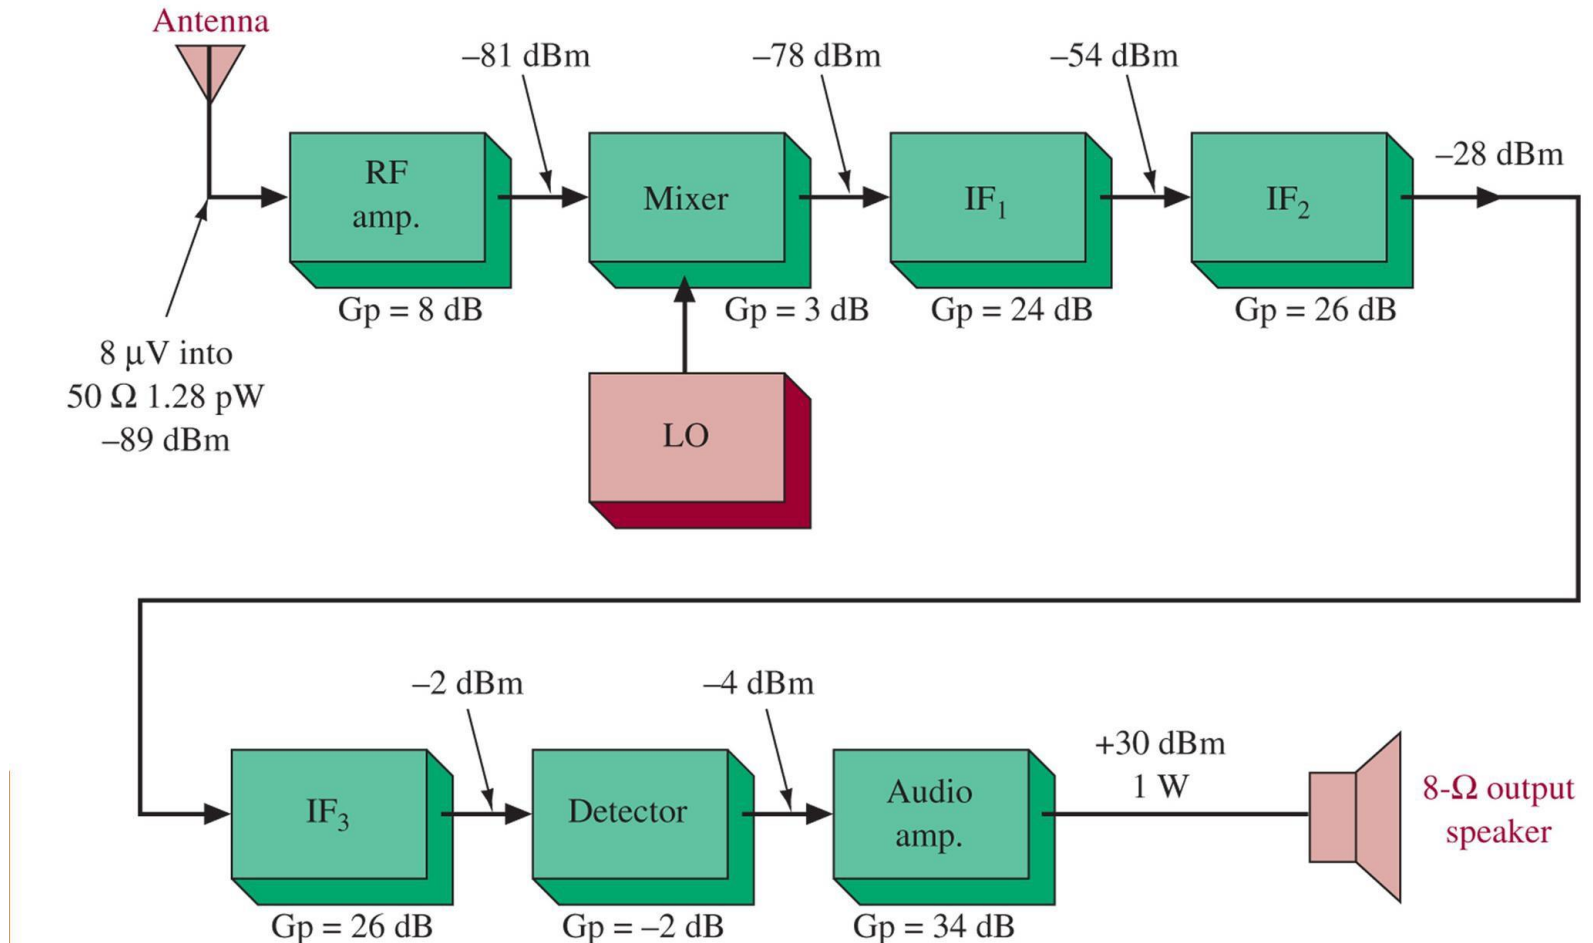 Antenna
–81 dBm
–78 dBm
–54 dBm
–28 dBm
RF
amp.
Mixer
IF₁
IF₂
Gp = 8 dB
Gp = 3 dB
Gp = 24 dB
Gp = 26 dB
8 μV into
50 Ω 1.28 pW
–89 dBm
LO
–2 dBm
–4 dBm
+30 dBm
1 W
IF₃
Detector
Audio
amp.
8-Ω output
speaker
Gp = 26 dB
Gp = –2 dB
Gp = 34 dB